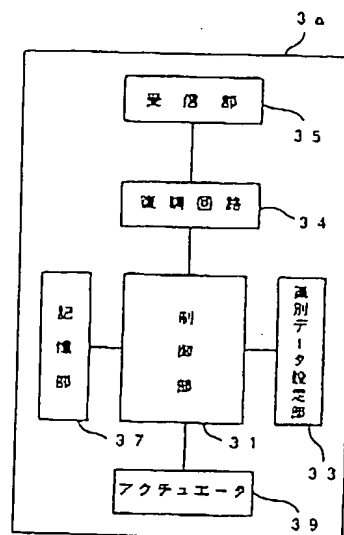 3a
受信部
35
復調回路
34
記憶部
制御部
識別データ設定部
37
31
33
アクチュエータ
39